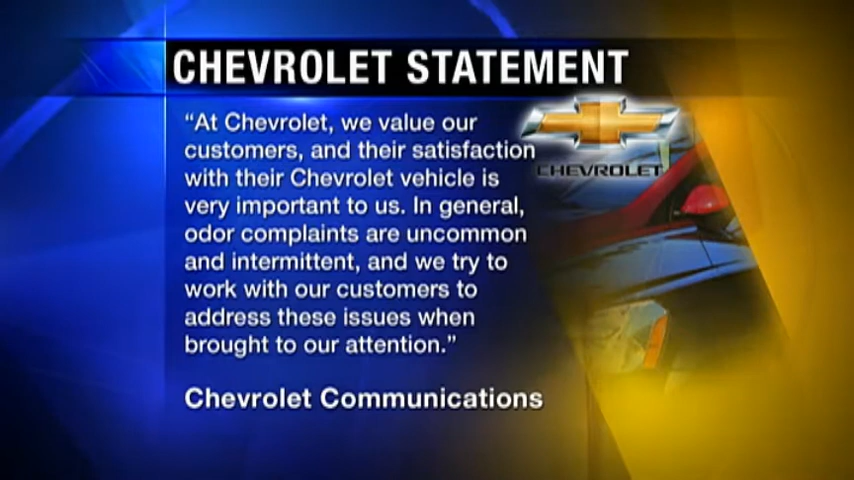 CHEVROLET STATEMENT
“At Chevrolet, we value our
customers, and their satisfaction
with their Chevrolet vehicle is
very important to us. In general,
odor complaints are uncommon
and intermittent, and we try to
work with our customers to
address these issues when
brought to our attention.”
Chevrolet Communications
CHEVROLET